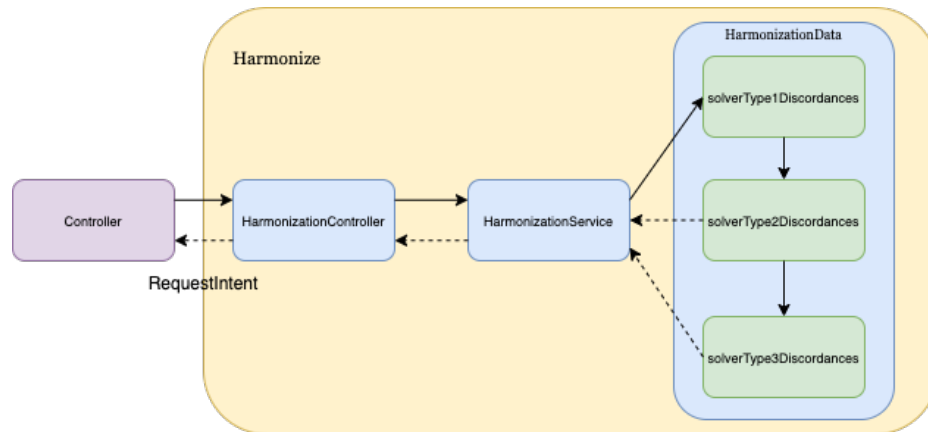 HarmonizationData
Harmonize
solverType1Discordances
Controller
HarmonizationController
HarmonizationService
solverType2Discordances
RequestIntent
solverType3Discordances